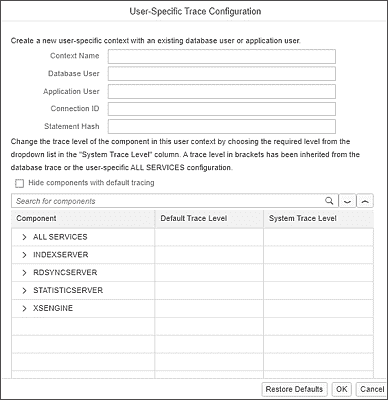 User-Specific Trace Configuration
Create a new user-specific context with an existing database user or application user.
Context Name
Database User
Application User
Connection ID
Statement Hash
Change the trace level of the component in this user context by choosing the required level from the
dropdown list in the "System Trace Level" column. A trace level in brackets has been inherited from the
database trace or the user-specific ALL SERVICES configuration.
Hide components with default tracing
Search for components
Component Default Trace Level System Trace Level
ALL SERVICES
INDEXSERVER
RDSYNCSERVER
STATISTICSERVER
XSENGINE
Restore Defaults OK Cancel